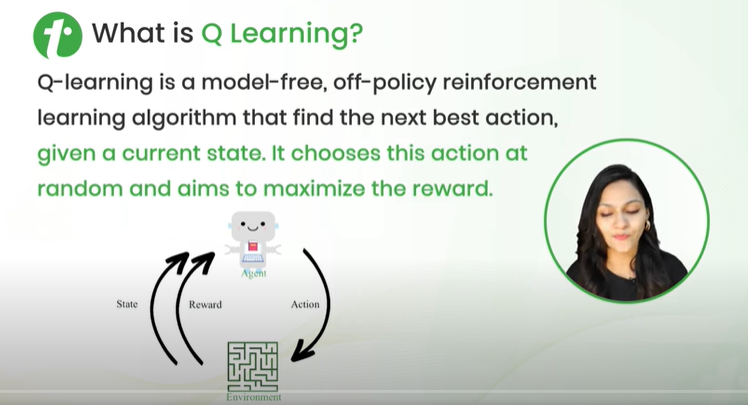 What is Q Learning?
Q-learning is a model-free, off-policy reinforcement
learning algorithm that find the next best action,
given a current state. It chooses this action at
random and aims to maximize the reward.
Agent
State
Reward
Action
Environment